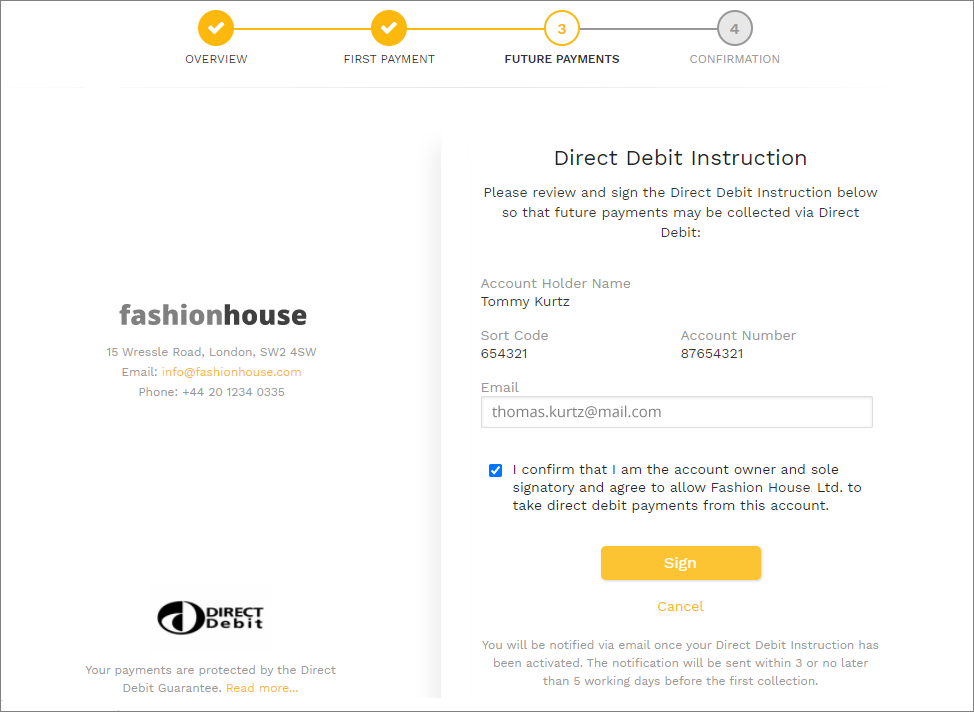 3
4
OVERVIEW
FIRST PAYMENT
FUTURE PAYMENTS
CONFIRMATION
fashionhouse
15 Wressle Road, London, SW2 4SW
Email: info@fashionhouse.com
Phone: +44 20 1234 0335
DIRECT
Debit
Your payments are protected by the Direct
Debit Guarantee. Read more...
Direct Debit Instruction
Please review and sign the Direct Debit Instruction below
so that future payments may be collected via Direct
Debit:
Account Holder Name
Tommy Kurtz
Sort Code
654321
Account Number
87654321
Email
thomas.kurtz@mail.com
I confirm that I am the account owner and sole
signatory and agree to allow Fashion House Ltd. to
take direct debit payments from this account.
Sign
Cancel
You will be notified via email once your Direct Debit Instruction has
been activated. The notification will be sent within 3 or no later
than 5 working days before the first collection.